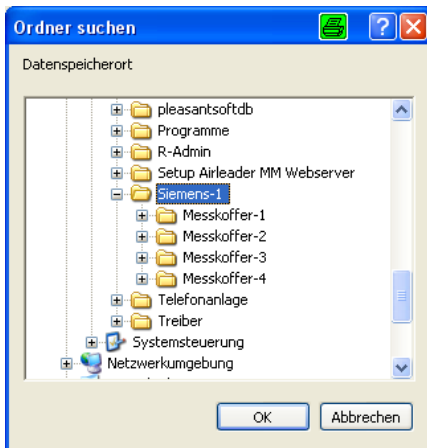 Ordner suchen
Datenspeicherort
pleasantsoftdb
Programme
R-Admin
Setup Airleader MM Webserver
Siemens-1
Messkoffer-1
Messkoffer-2
Messkoffer-3
Messkoffer-4
Telefonanlage
Treiber
Systemsteuerung
Netzwerkumgebung
OK Abbrechen